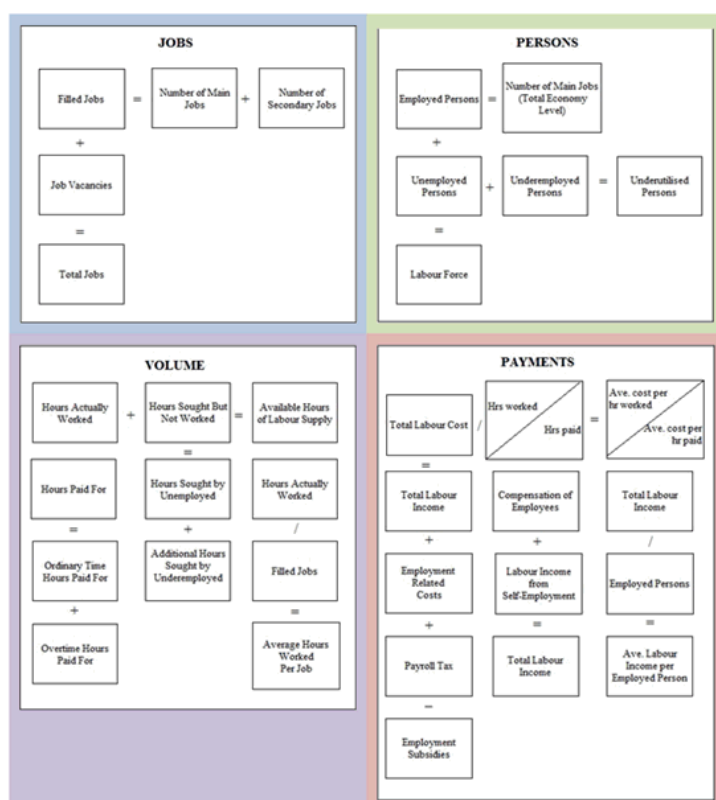 JOBS
Filled Jobs
=
Number of Main
Jobs
+
Number of
Secondary Jobs
+
Job Vacancies
=
Total Jobs
PERSONS
Employed Persons
=
Number of Main Jobs
(Total Economy
Level)
+
Unemployed
Persons
+
Underemployed
Persons
=
Underutilised
Persons
=
Labour Force
VOLUME
Hours Actually
Worked
+
Hours Sought But
Not Worked
=
Available Hours
of Labour Supply
=
Hours Paid For
Hours Sought by
Unemployed
Hours Actually
Worked
=
+
/
Ordinary Time
Hours Paid For
Additional Hours
Sought by
Underemployed
Filled Jobs
+
=
Overtime Hours
Paid For
Average Hours
Worked
Per Job
PAYMENTS
Total Labour Cost
/
Hrs worked
Hrs paid
=
Ave. cost per
hr worked
Ave. cost per
hr paid
=
Total Labour
Income
Compensation of
Employees
Total Labour
Income
+
+
/
Employment
Related
Costs
Labour Income
from
Self-Employment
Employed Persons
+
=
=
Payroll Tax
Total Labour
Income
Ave. Labour
Income per
Employed Person
−
Employment
Subsidies